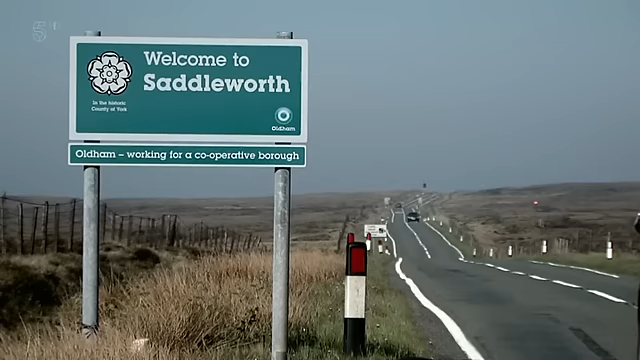 5
Welcome to
Saddleworth
In the historic
County of York
Oldham
Oldham – working for a co-operative borough